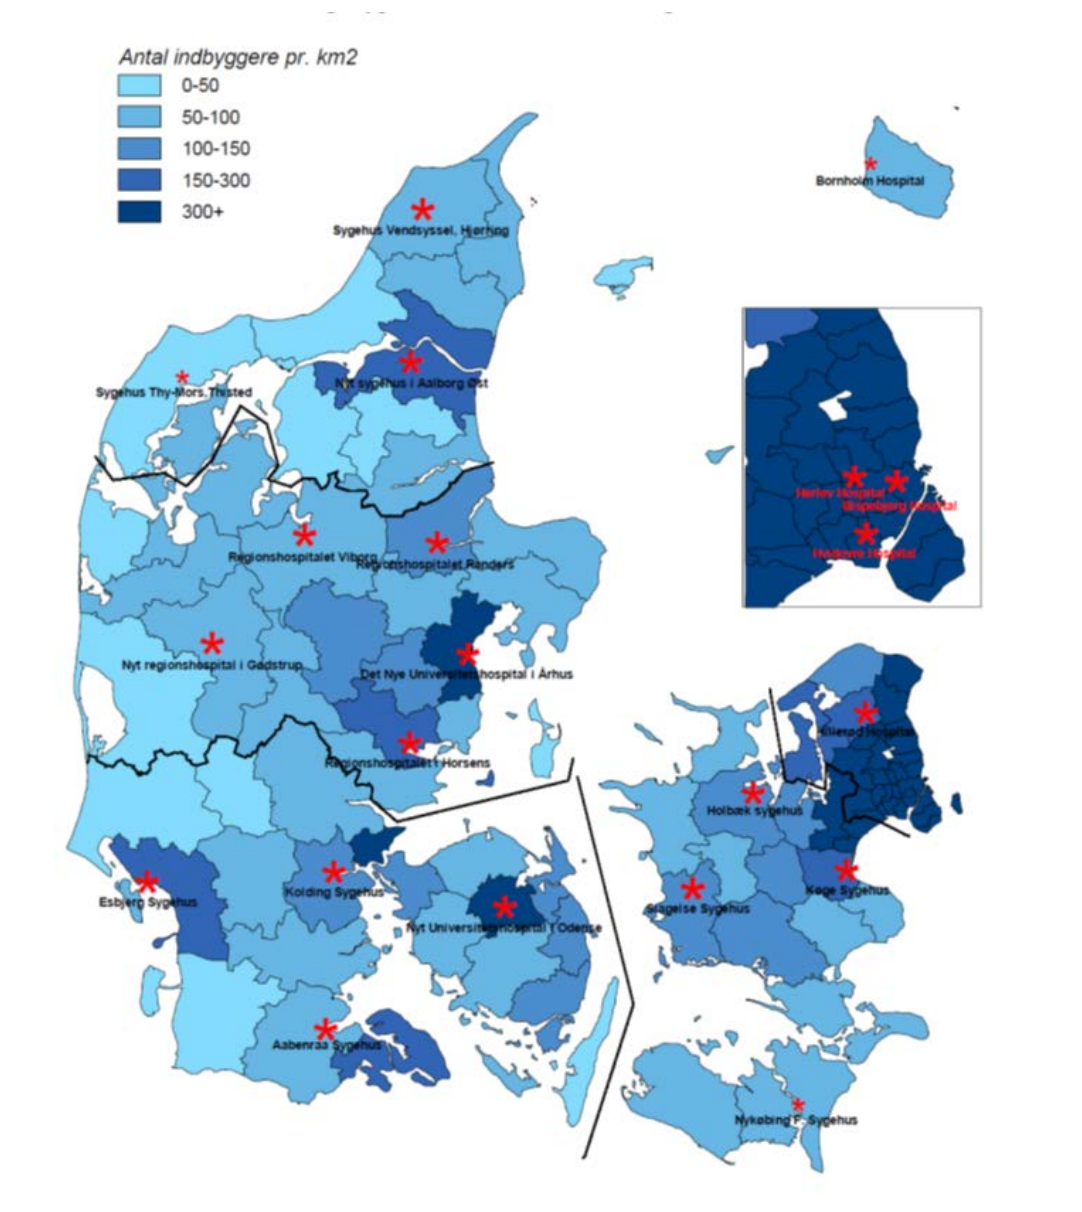 Antal indbyggere pr. km2
0-50
50-100
100-150
150-300
300+
Bornholm Hospital
Sygehus Vendsyssel, Hjørring
Nyt sygehus i Aalborg Øst
Sygehus Thy-Mors, Thisted
Herlev Hospital
Bispebjerg Hospital
Hvidovre Hospital
Regionshospitalet Viborg
Regionshospitalet Randers
Nyt regionshospital i Gødstrup
Det Nye Universitetshospital i Århus
Hillerød Hospital
Regionshospitalet i Horsens
Holbæk sygehus
Køge Sygehus
Kolding Sygehus
Esbjerg Sygehus
Slagelse Sygehus
Nyt Universitetshospital i Odense
Aabenraa Sygehus
Nykøbing F. Sygehus